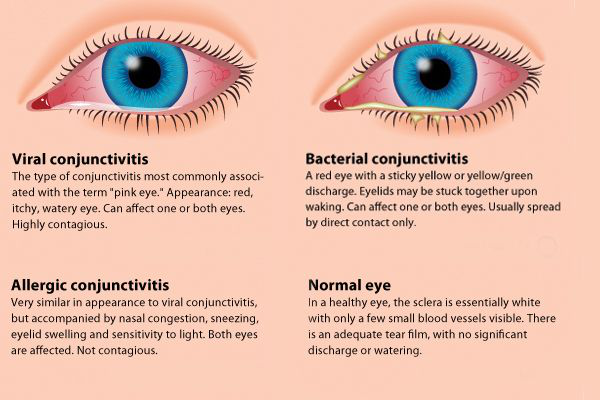 Viral conjunctivitis
The type of conjunctivitis most commonly associ-
ated with the term "pink eye." Appearance: red,
itchy, watery eye. Can affect one or both eyes.
Highly contagious.
Bacterial conjunctivitis
A red eye with a sticky yellow or yellow/green
discharge. Eyelids may be stuck together upon
waking. Can affect one or both eyes. Usually spread
by direct contact only.
Allergic conjunctivitis
Very similar in appearance to viral conjunctivitis,
but accompanied by nasal congestion, sneezing,
eyelid swelling and sensitivity to light. Both eyes
are affected. Not contagious.
Normal eye
In a healthy eye, the sclera is essentially white
with only a few small blood vessels visible. There
is an adequate tear film, with no significant
discharge or watering.